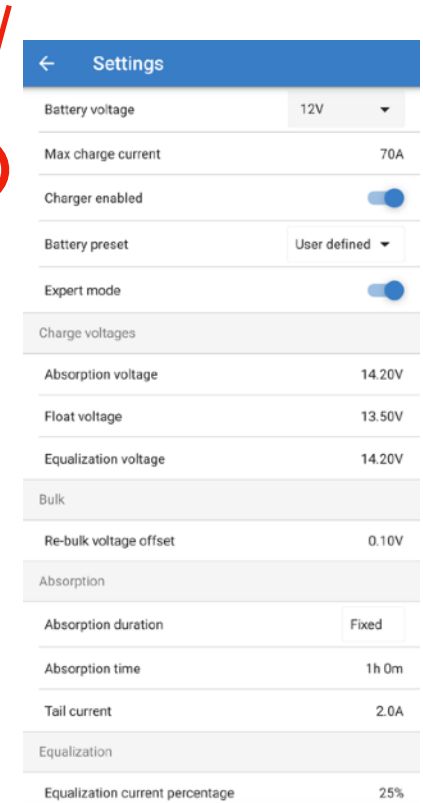 Settings
Battery voltage 12V
Max charge current 70A
Charger enabled
Battery preset User defined
Expert mode
Charge voltages
Absorption voltage 14.20V
Float voltage 13.50V
Equalization voltage 14.20V
Bulk
Re-bulk voltage offset 0.10V
Absorption
Absorption duration Fixed
Absorption time 1h 0m
Tail current 2.0A
Equalization
Equalization current percentage 25%